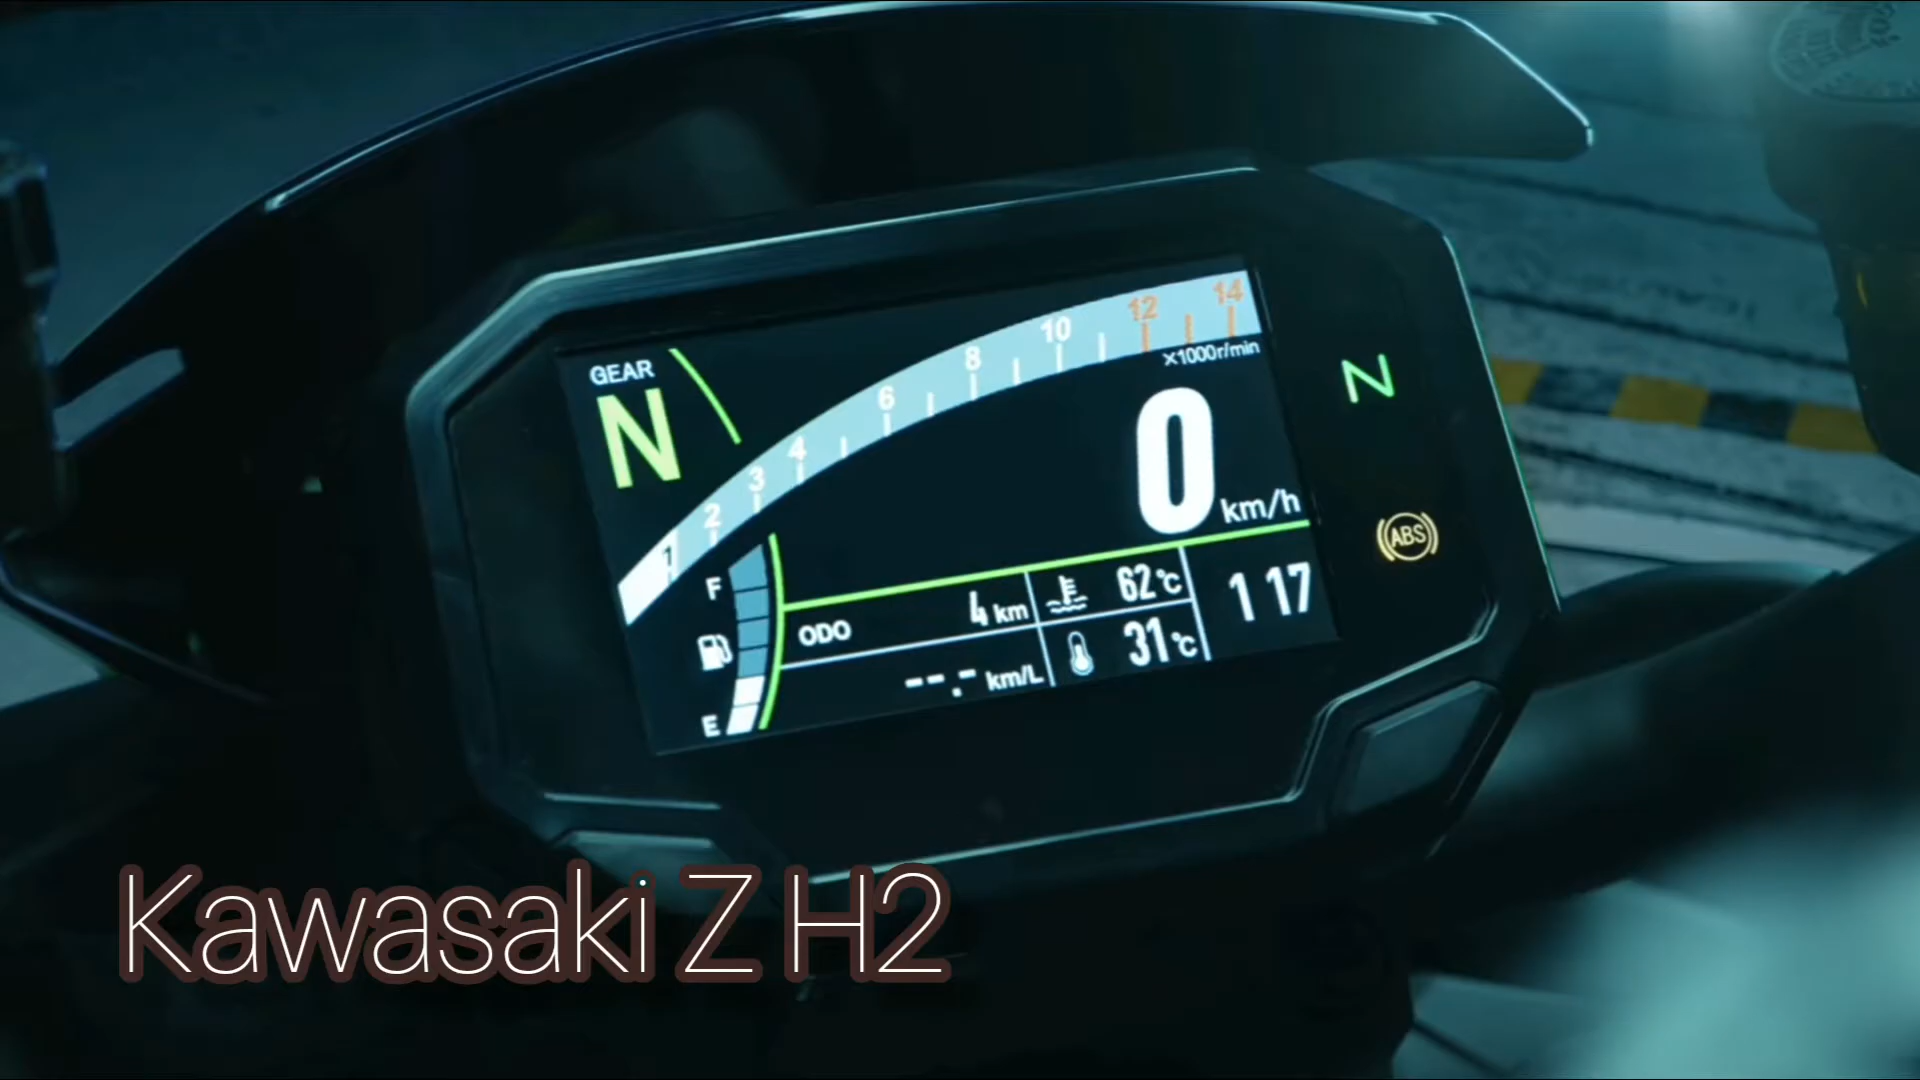 GEAR
N
1 2 3 4 6 8 10 12 14
×1000r/min
0 km/h
N
ABS
F
E
ODO 4 km
62°C
1 17
--.- km/L
31°C
Kawasaki Z H2